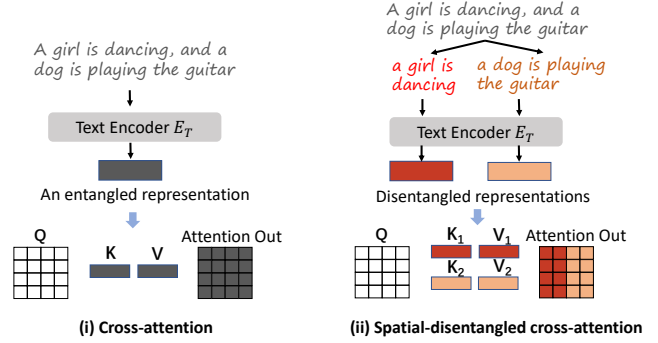 A girl is dancing, and a
dog is playing the guitar
Text Encoder E_T
An entangled representation
Q
K
V
Attention Out
(i) Cross-attention
A girl is dancing, and a
dog is playing the guitar
a girl is
dancing
a dog is playing
the guitar
Text Encoder E_T
Disentangled representations
Q
K_1
V_1
K_2
V_2
Attention Out
(ii) Spatial-disentangled cross-attention